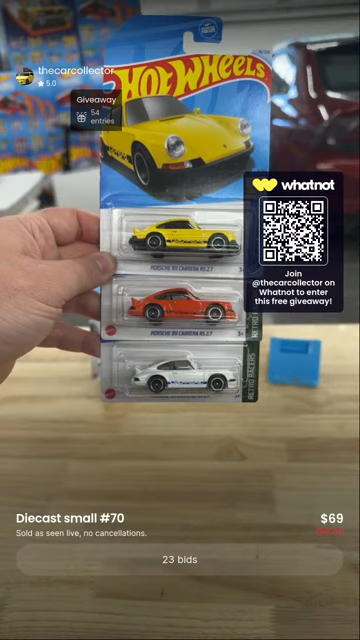 thecarcollector
★ 5.0
Giveaway
54
entries
HOT WHEELS
whatnot
Join
@thecarcollector on
Whatnot to enter
this free giveaway!
PORSCHE 911 CARRERA RS 2.7
PORSCHE 911 CARRERA RS 2.7
RETRO RACERS
Diecast small #70
$69
Sold as seen live, no cancellations.
23 bids